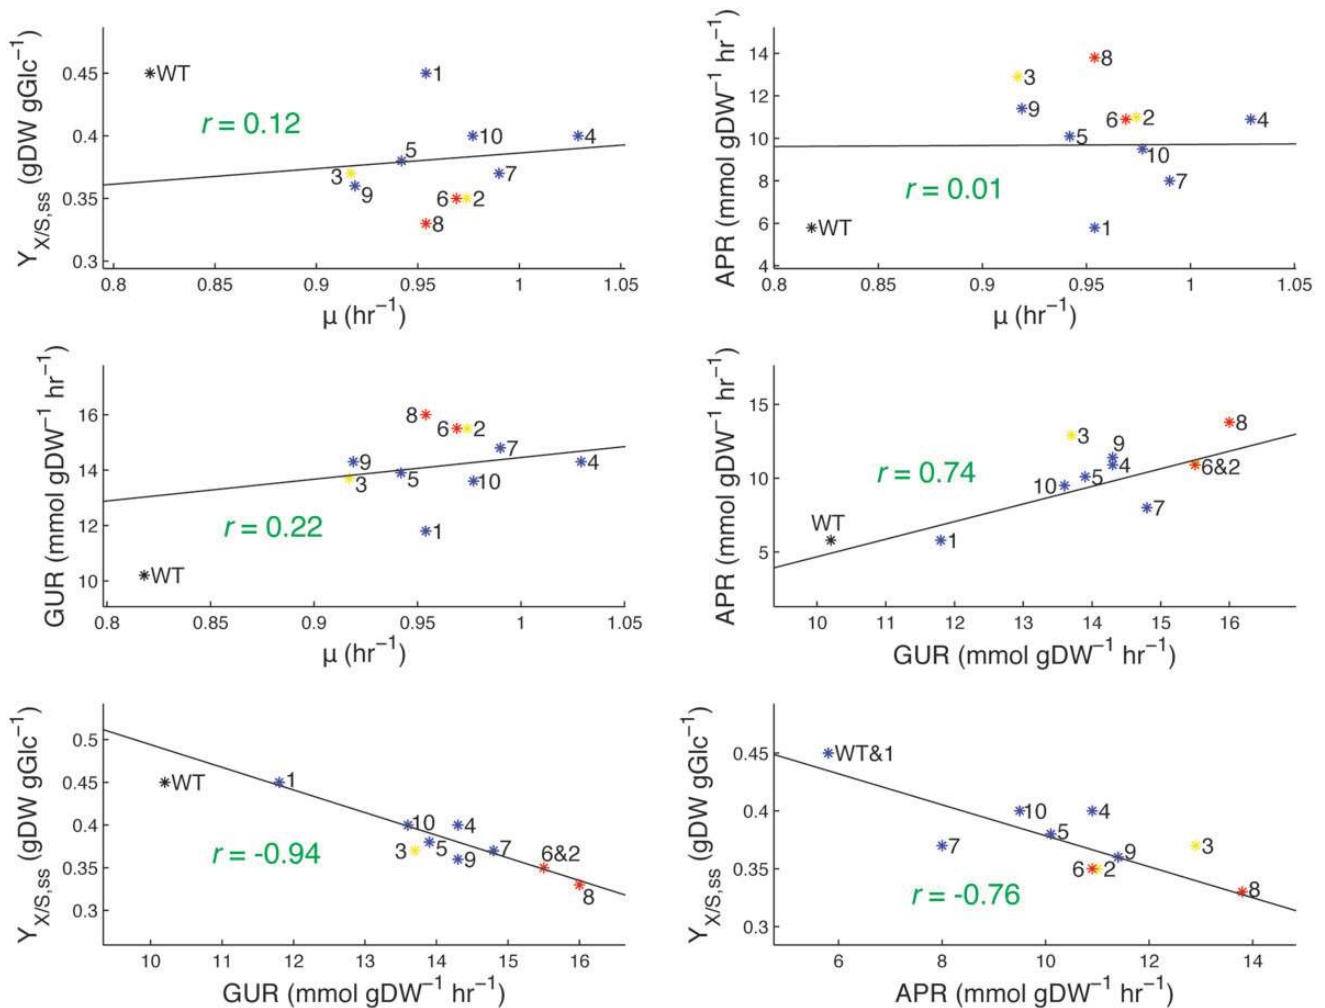 Y_X/S,ss (gDW gGlc⁻¹)
0.45
0.4
0.35
0.3
*WT
*1
r = 0.12
5
*10
*4
3
9
*7
6
*2
*8
0.8 0.85 0.9 0.95 1 1.05
μ (hr⁻¹)
APR (mmol gDW⁻¹ hr⁻¹)
14
12
10
8
6
4
*8
*3
9
6
*2
*4
*5
10
r = 0.01
*7
*WT
*1
0.8 0.85 0.9 0.95 1 1.05
μ (hr⁻¹)
GUR (mmol gDW⁻¹ hr⁻¹)
16
14
12
10
8*
6
*2
7
*9
*4
3
5
*10
r = 0.22
*1
*WT
0.8 0.85 0.9 0.95 1 1.05
μ (hr⁻¹)
APR (mmol gDW⁻¹ hr⁻¹)
15
10
5
*8
*3
9
4
r = 0.74
*5
6&2
10*
*7
WT
*1
10 11 12 13 14 15 16
GUR (mmol gDW⁻¹ hr⁻¹)
Y_X/S,ss (gDW gGlc⁻¹)
0.5
0.45
0.4
0.35
0.3
*WT
*1
*10
*4
r = -0.94
3*
*5
*9
*7
6&2
8
10 11 12 13 14 15 16
GUR (mmol gDW⁻¹ hr⁻¹)
Y_X/S,ss (gDW gGlc⁻¹)
0.45
0.4
0.35
0.3
*WT&1
*10
*4
*5
*7
*9
*3
6*
*2
r = -0.76
*8
6 8 10 12 14
APR (mmol gDW⁻¹ hr⁻¹)